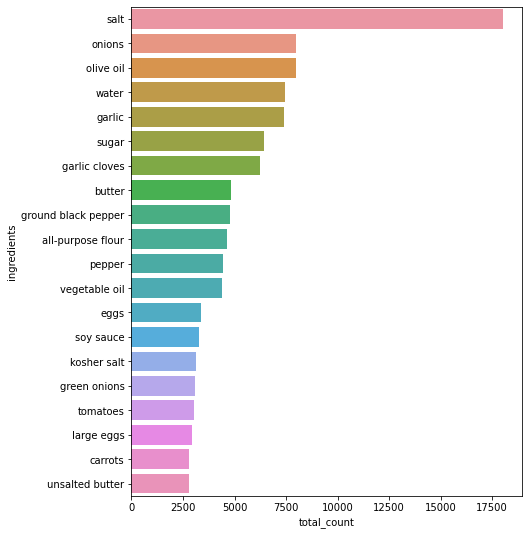 salt
onions
olive oil
water
garlic
sugar
garlic cloves
butter
ground black pepper
all-purpose flour
pepper
vegetable oil
eggs
soy sauce
kosher salt
green onions
tomatoes
large eggs
carrots
unsalted butter
ingredients
0 2500 5000 7500 10000 12500 15000 17500
total_count